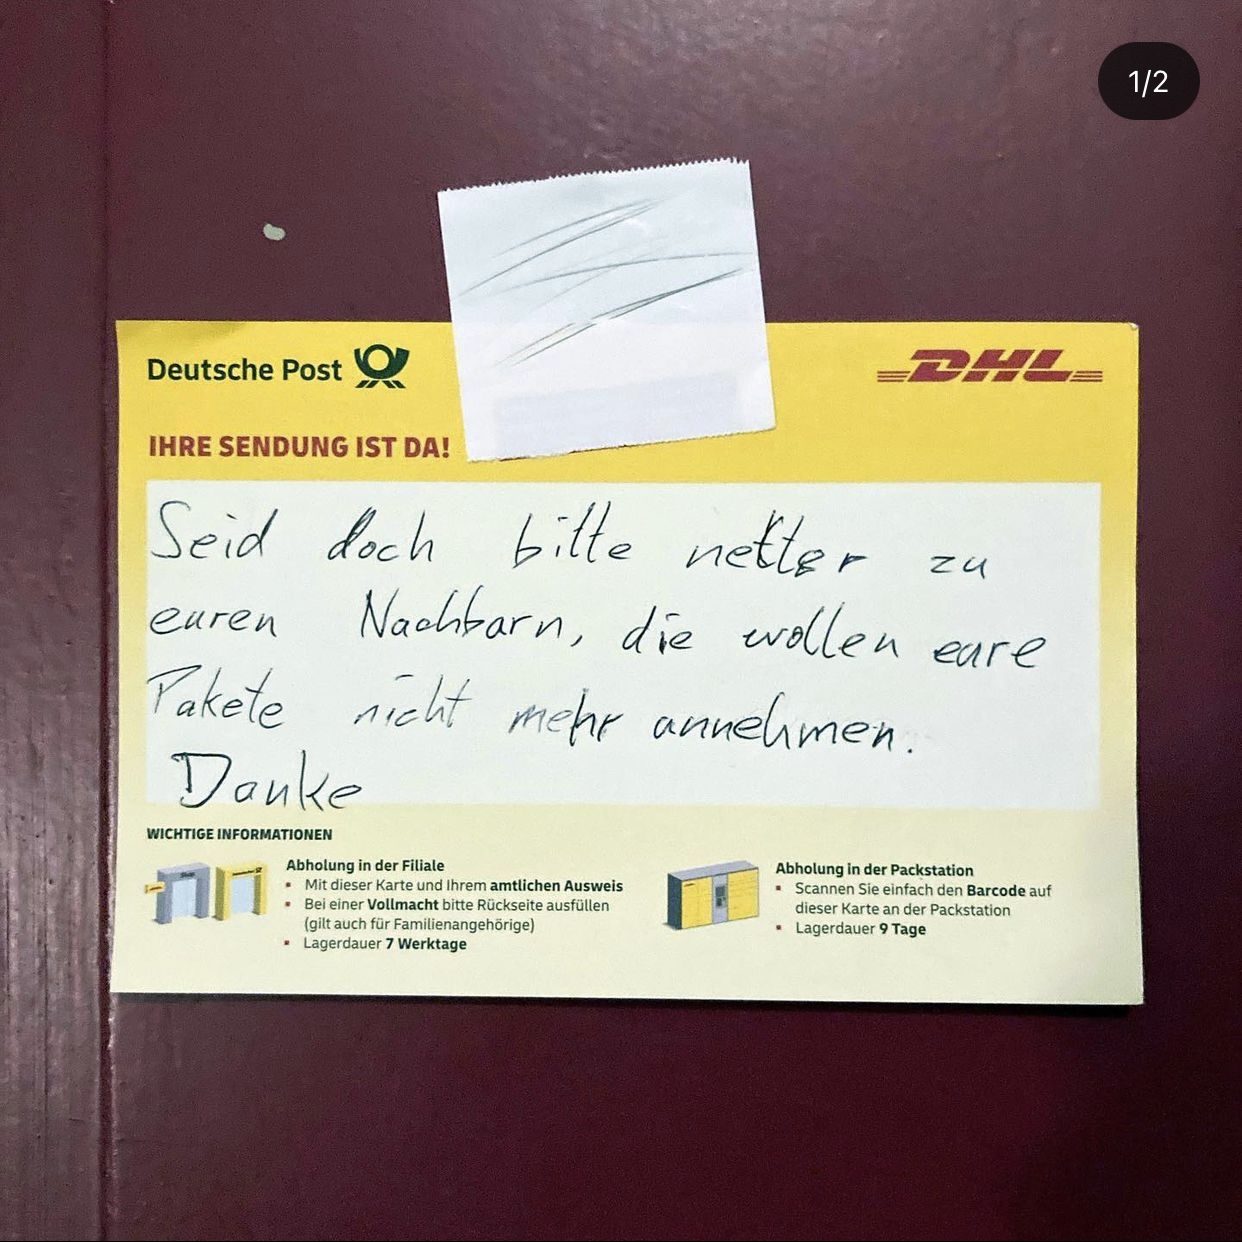 1/2
Deutsche Post
DHL
IHRE SENDUNG IST DA!
Seid doch bitte netter zu
euren Nachbarn, die wollen eure
Pakete nicht mehr annehmen.
Danke
WICHTIGE INFORMATIONEN
Abholung in der Filiale
▪ Mit dieser Karte und Ihrem amtlichen Ausweis
▪ Bei einer Vollmacht bitte Rückseite ausfüllen
(gilt auch für Familienangehörige)
▪ Lagerdauer 7 Werktage
Abholung in der Packstation
▪ Scannen Sie einfach den Barcode auf
dieser Karte an der Packstation
▪ Lagerdauer 9 Tage